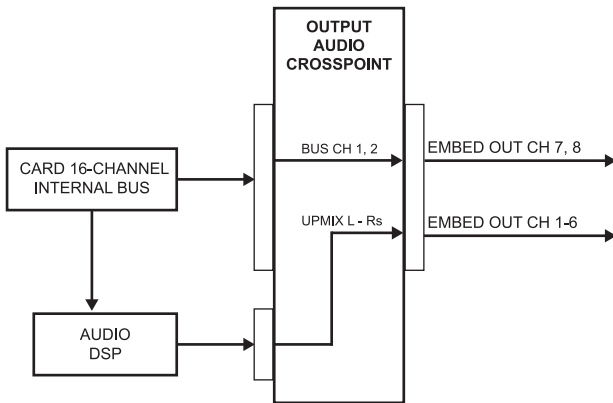 OUTPUT
AUDIO
CROSSPOINT
BUS CH 1, 2
EMBED OUT CH 7, 8
CARD 16-CHANNEL
INTERNAL BUS
UPMIX L - Rs
EMBED OUT CH 1-6
AUDIO
DSP